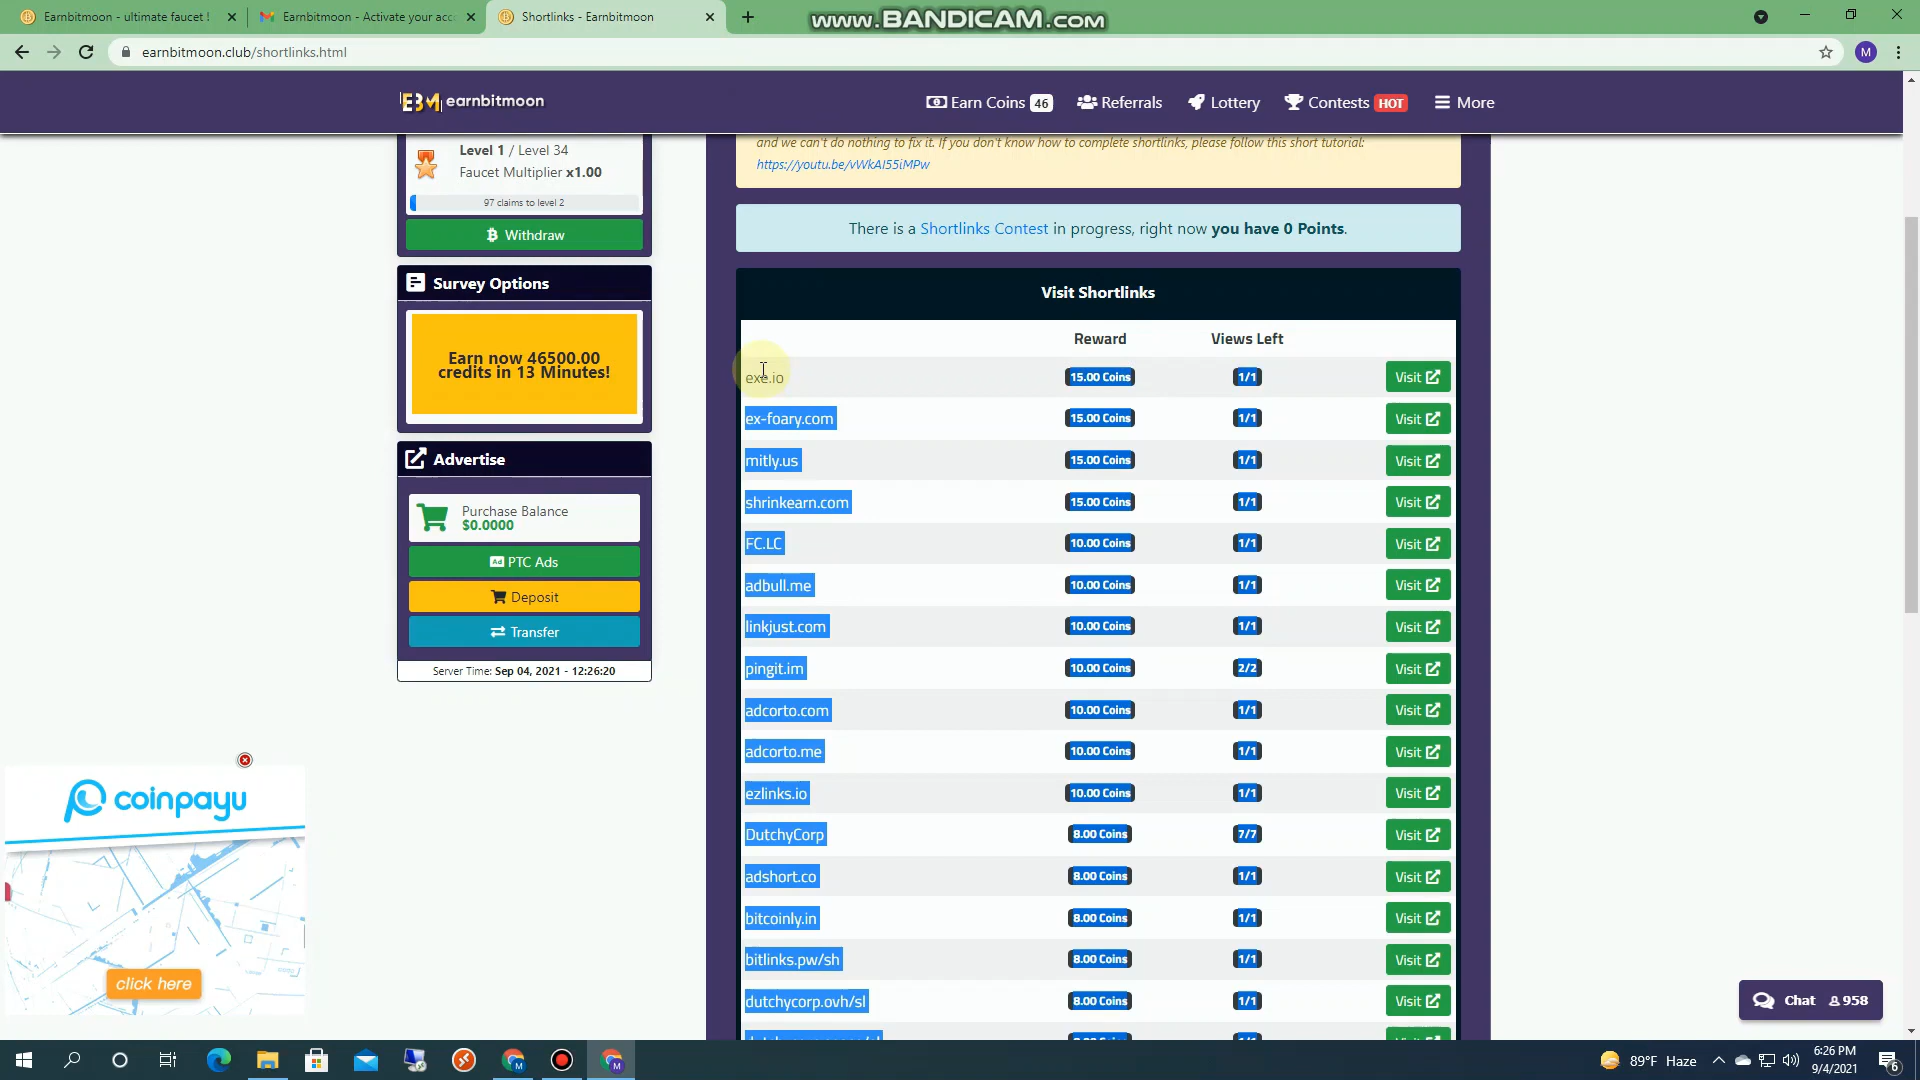 Earnbitmoon - ultimate faucet !
Earnbitmoon - Activate your acc
Shortlinks - Earnbitmoon
www.BANDICAM.com
earnbitmoon.club/shortlinks.html
M
EBM earnbitmoon
Earn Coins 46
Referrals
Lottery
Contests HOT
More
Level 1 / Level 34
Faucet Multiplier x1.00
97 claims to level 2
Withdraw
Survey Options
Earn now 46500.00
credits in 13 Minutes!
Advertise
Purchase Balance
$0.0000
Ad PTC Ads
Deposit
Transfer
Server Time: Sep 04, 2021 - 12:26:20
coinpayu
click here
and we can't do nothing to fix it. If you don't know how to complete shortlinks, please follow this short tutorial:
https://youtu.be/vWkAI55iMPw
There is a Shortlinks Contest in progress, right now you have 0 Points.
Visit Shortlinks
Reward Views Left
exe.io 15.00 Coins 1/1 Visit
ex-foary.com 15.00 Coins 1/1 Visit
mitly.us 15.00 Coins 1/1 Visit
shrinkearn.com 15.00 Coins 1/1 Visit
FC.LC 10.00 Coins 1/1 Visit
adbull.me 10.00 Coins 1/1 Visit
linkjust.com 10.00 Coins 1/1 Visit
pingit.im 10.00 Coins 2/2 Visit
adcorto.com 10.00 Coins 1/1 Visit
adcorto.me 10.00 Coins 1/1 Visit
ezlinks.io 10.00 Coins 1/1 Visit
DutchyCorp 8.00 Coins 7/7 Visit
adshort.co 8.00 Coins 1/1 Visit
bitcoinly.in 8.00 Coins 1/1 Visit
bitlinks.pw/sh 8.00 Coins 1/1 Visit
dutchycorp.ovh/sl 8.00 Coins 1/1 Visit
Chat 958
89°F Haze
6:26 PM
9/4/2021
6